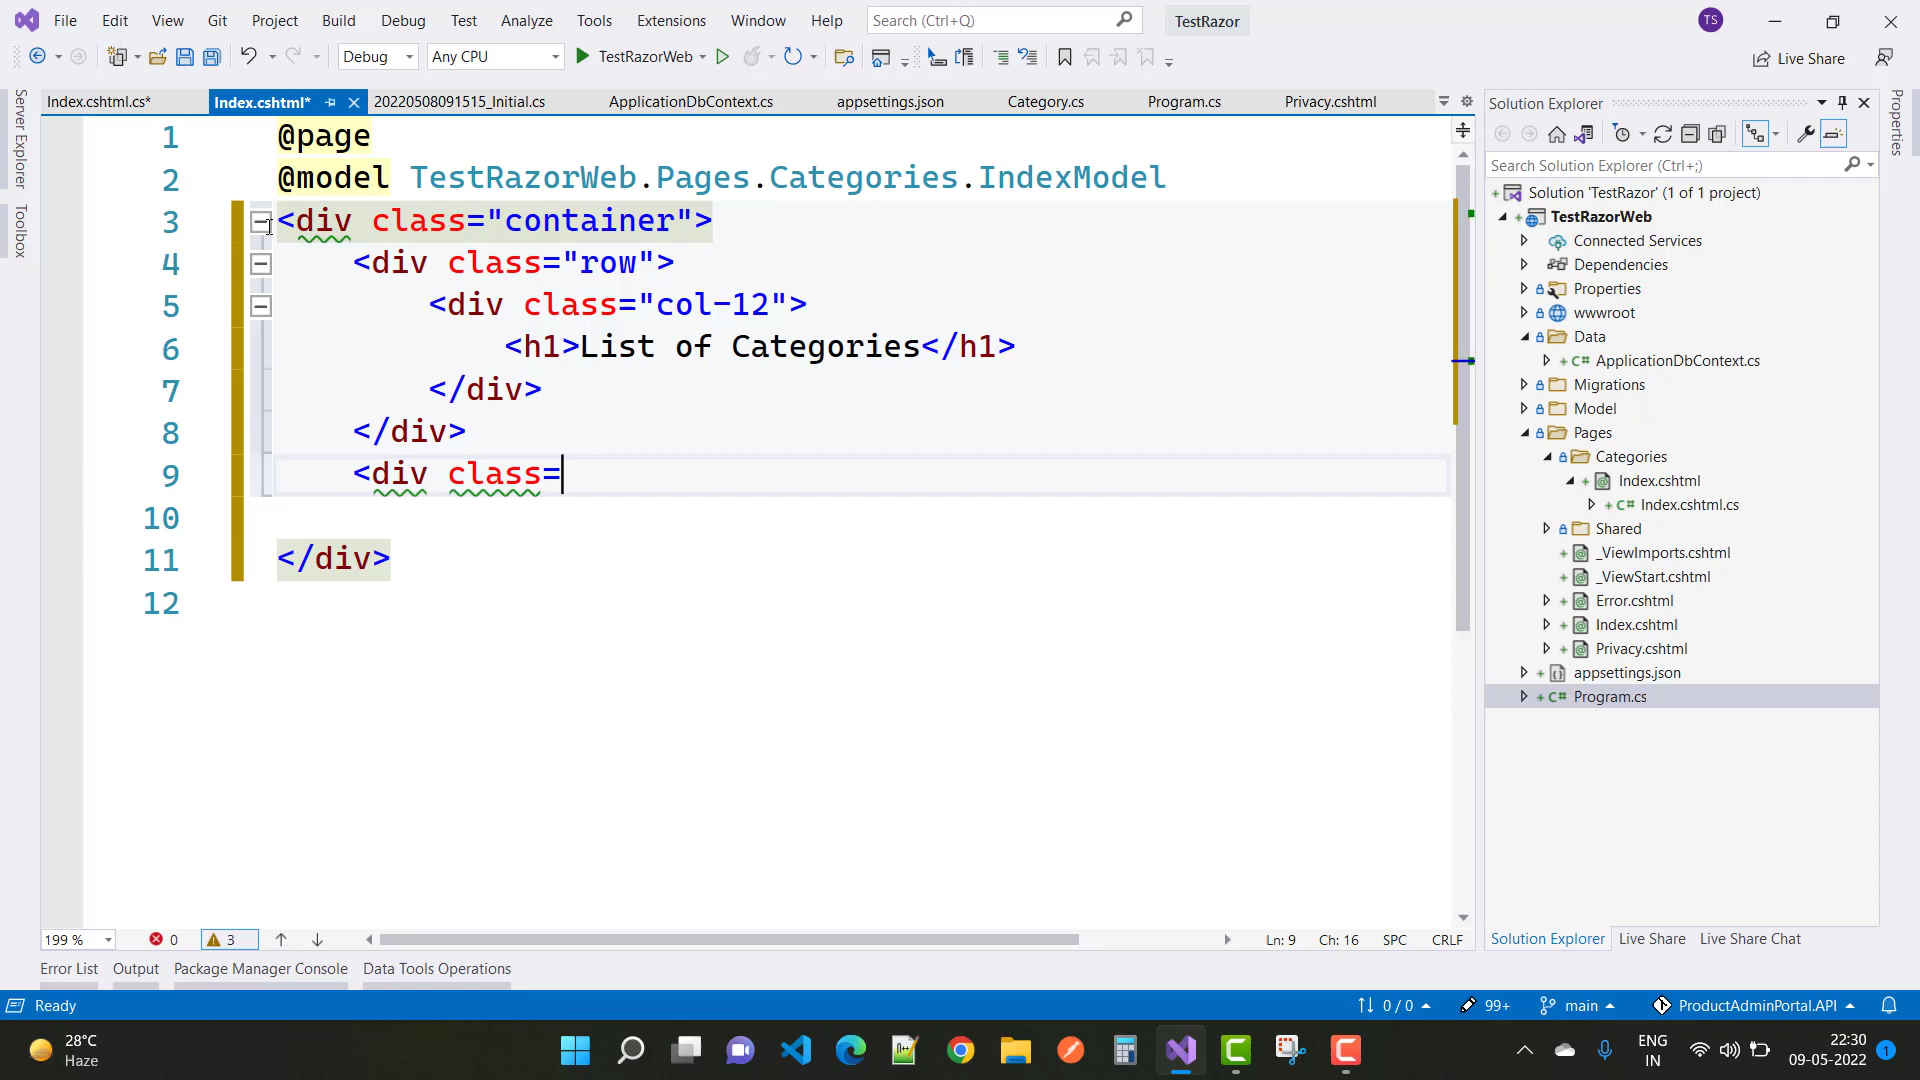 File Edit View Git Project Build Debug Test Analyze Tools Extensions Window Help Search (Ctrl+Q) TestRazor TS
Debug Any CPU TestRazorWeb Live Share
Index.cshtml.cs* Index.cshtml* 20220508091515_Initial.cs ApplicationDbContext.cs appsettings.json Category.cs Program.cs Privacy.cshtml
Server Explorer
Toolbox
1 @page
2 @model TestRazorWeb.Pages.Categories.IndexModel
3 <div class="container">
4 <div class="row">
5 <div class="col-12">
6 <h1>List of Categories</h1>
7 </div>
8 </div>
9 <div class=
10
11 </div>
12
199 % 0 3 Ln: 9 Ch: 16 SPC CRLF
Solution Explorer
Search Solution Explorer (Ctrl+;)
Solution 'TestRazor' (1 of 1 project)
TestRazorWeb
Connected Services
Dependencies
Properties
wwwroot
Data
C# ApplicationDbContext.cs
Migrations
Model
Pages
Categories
Index.cshtml
C# Index.cshtml.cs
Shared
_ViewImports.cshtml
_ViewStart.cshtml
Error.cshtml
Index.cshtml
Privacy.cshtml
appsettings.json
C# Program.cs
Solution Explorer Live Share Live Share Chat
Properties
Error List Output Package Manager Console Data Tools Operations
Ready 0 / 0 99+ main ProductAdminPortal.API
28°C
Haze
ENG
IN
22:30
09-05-2022
1